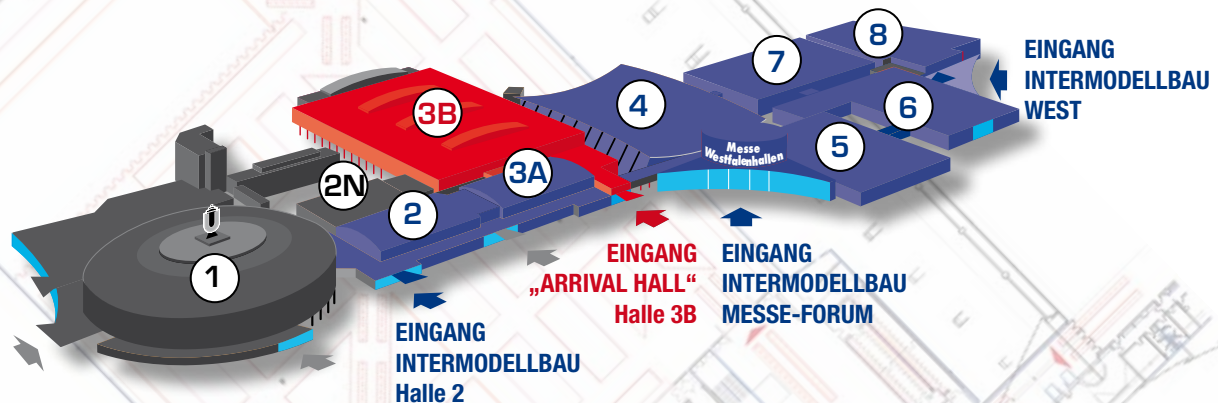 8
7
EINGANG
INTERMODELLBAU
WEST
4
6
3B
Messe
Westfalenhallen
5
3A
2N
2
1
EINGANG
„ARRIVAL HALL“
Halle 3B
EINGANG
INTERMODELLBAU
MESSE-FORUM
EINGANG
INTERMODELLBAU
Halle 2